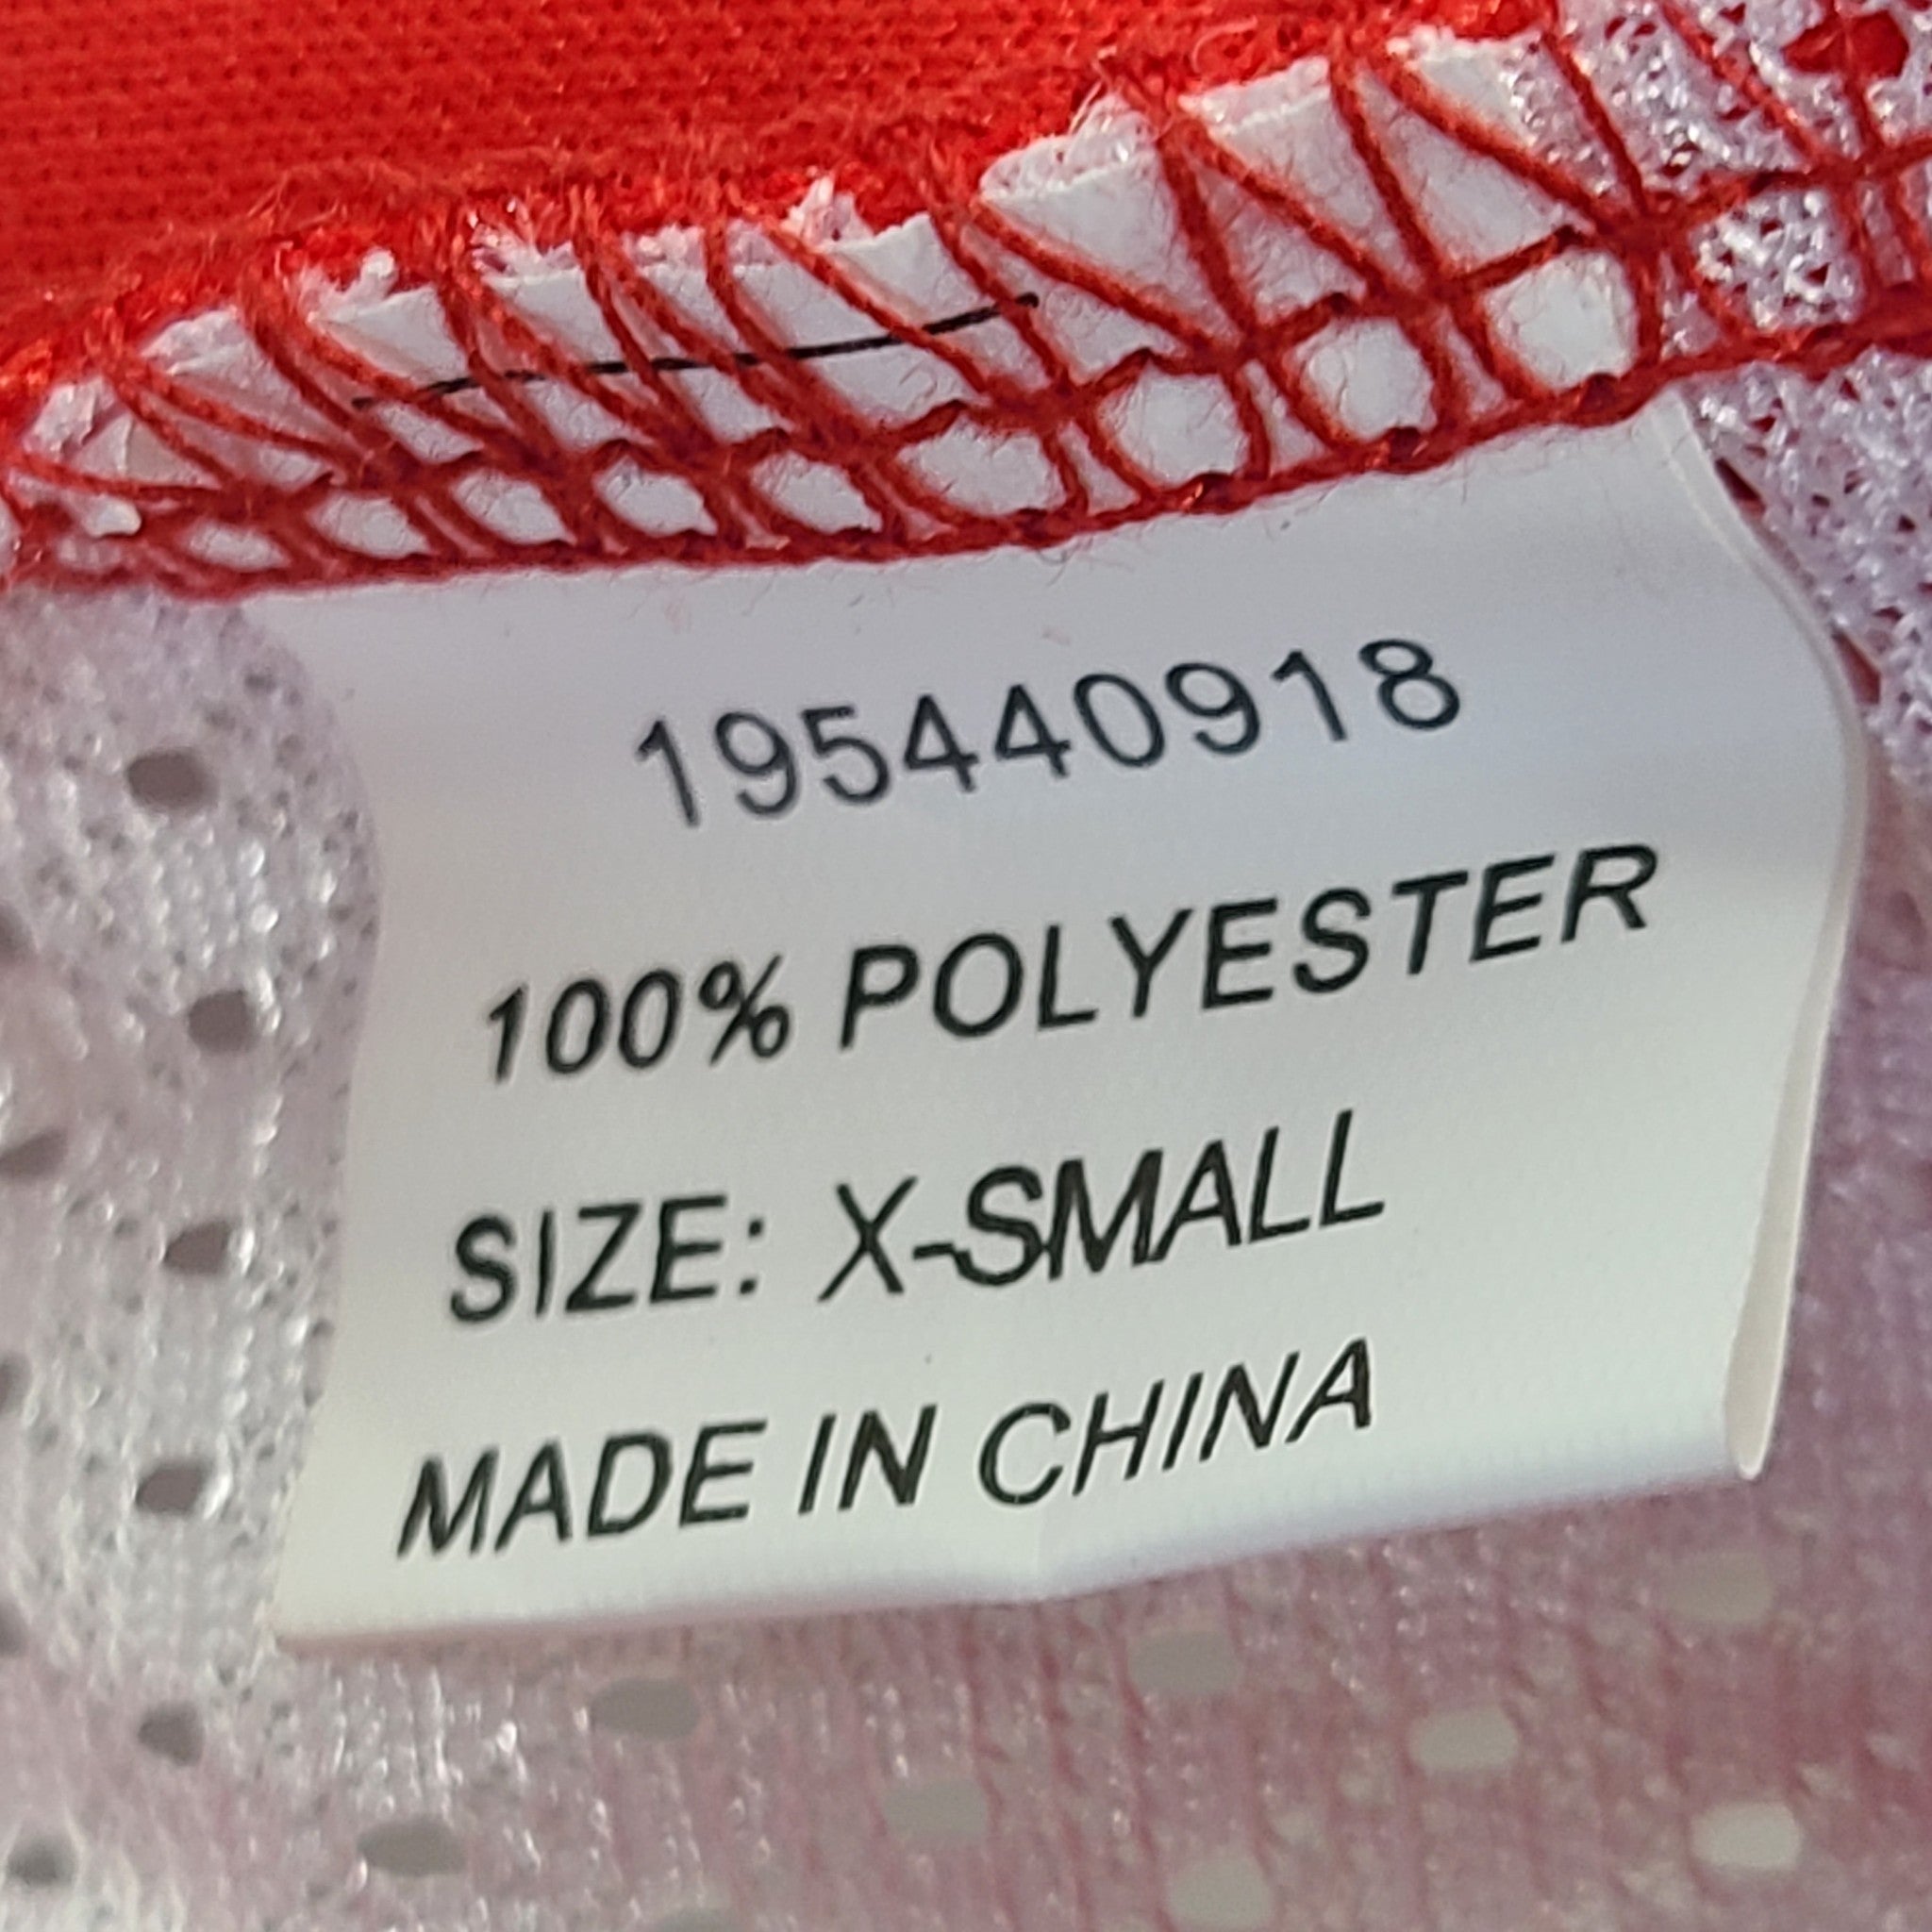 195440918
100% POLYESTER
SIZE: X-SMALL
MADE IN CHINA